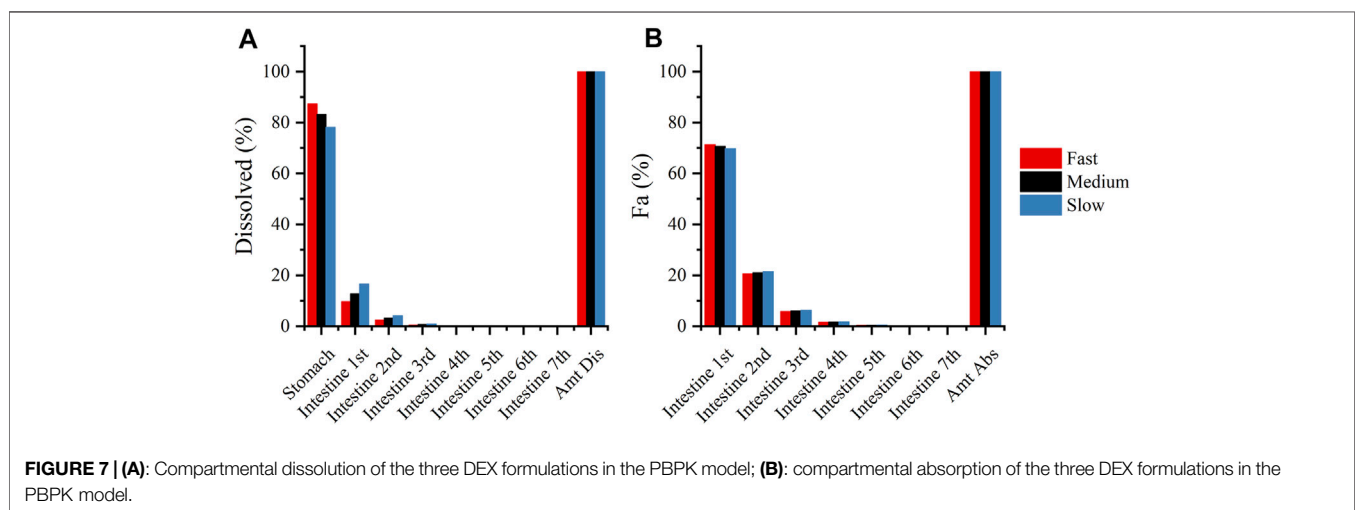 A
Dissolved (%)
100
80
60
40
20
0
Stomach
Intestine 1st
Intestine 2nd
Intestine 3rd
Intestine 4th
Intestine 5th
Intestine 6th
Intestine 7th
Amt Dis
B
Fa (%)
100
80
60
40
20
0
Intestine 1st
Intestine 2nd
Intestine 3rd
Intestine 4th
Intestine 5th
Intestine 6th
Intestine 7th
Amt Abs
Fast
Medium
Slow
FIGURE 7 | (A): Compartmental dissolution of the three DEX formulations in the PBPK model; (B): compartmental absorption of the three DEX formulations in the
PBPK model.